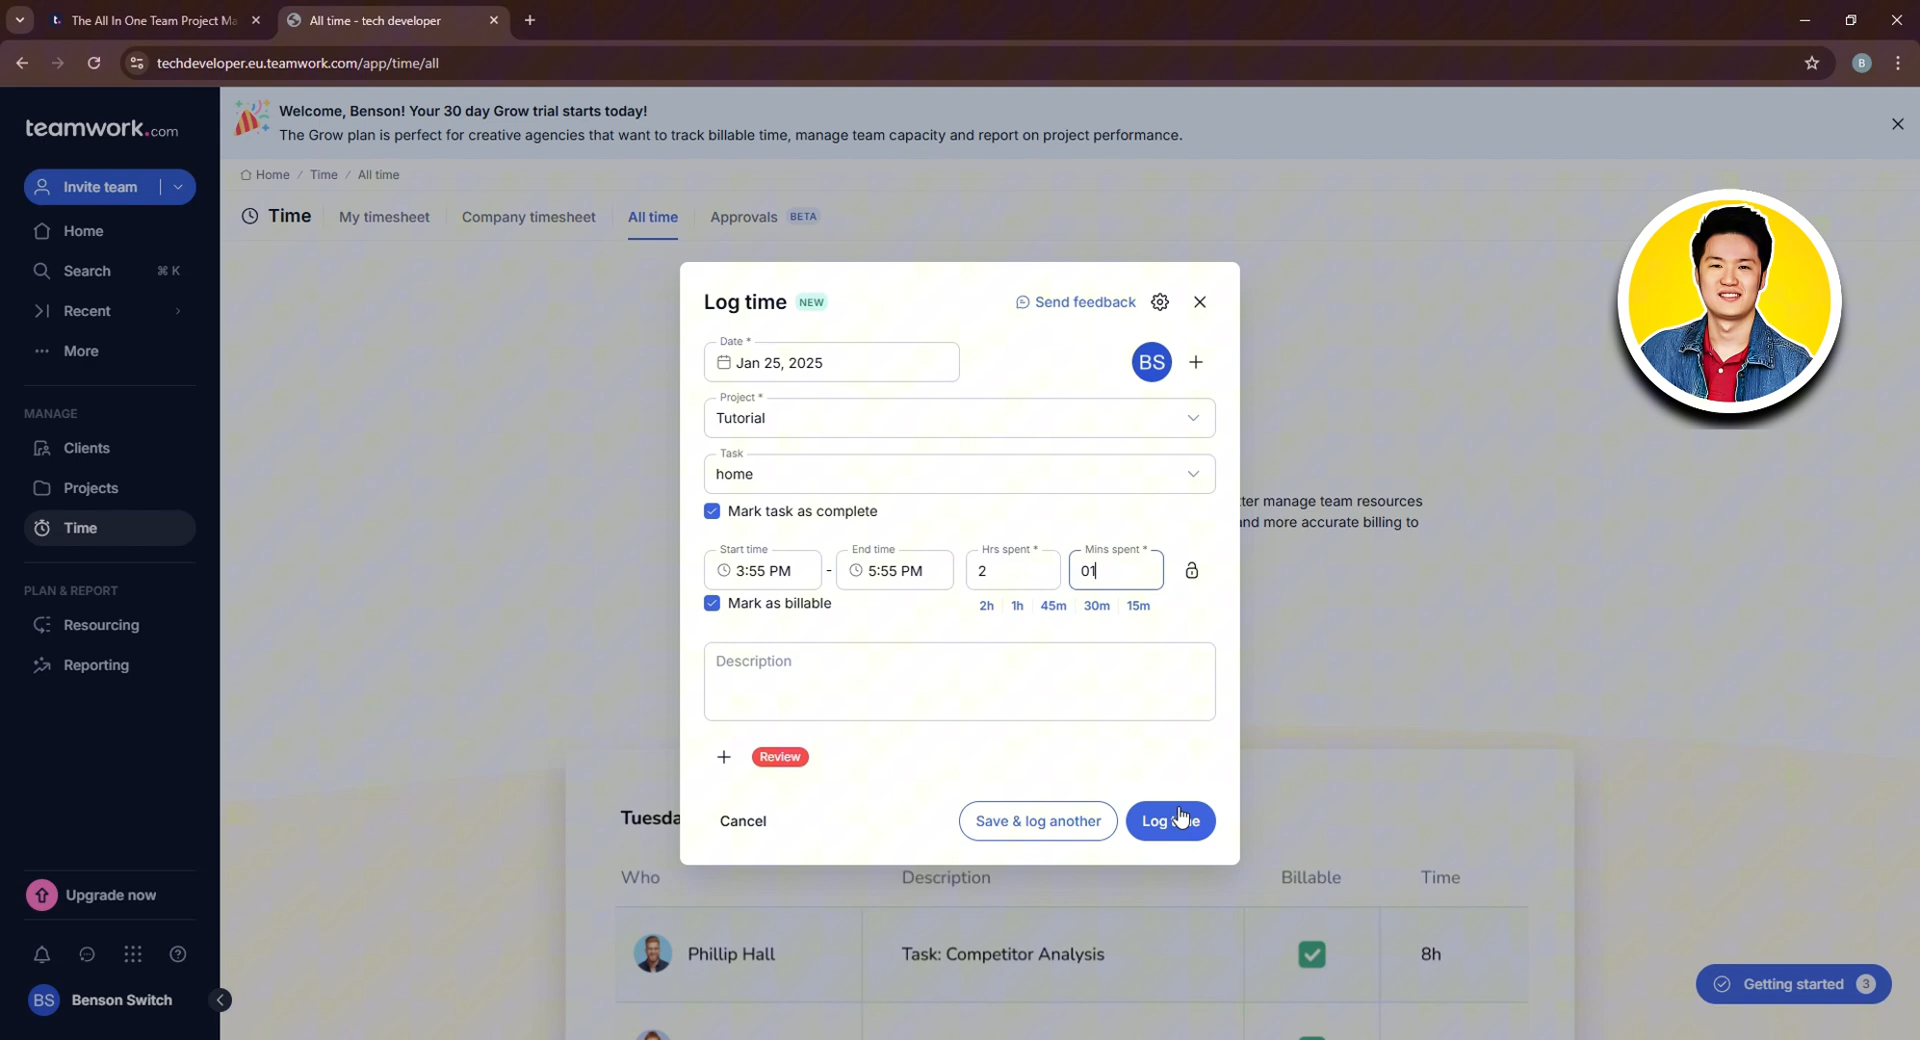 The All In One Team Project Ma
All time - tech developer
techdeveloper.eu.teamwork.com/app/time/all
B
teamwork.com
Invite team
Home
Search ⌘ K
Recent
More
MANAGE
Clients
Projects
Time
PLAN & REPORT
Resourcing
Reporting
Upgrade now
BS Benson Switch
Welcome, Benson! Your 30 day Grow trial starts today!
The Grow plan is perfect for creative agencies that want to track billable time, manage team capacity and report on project performance.
Home / Time / All time
Time My timesheet Company timesheet All time Approvals BETA
Log time NEW Send feedback
Date *
Jan 25, 2025
BS
Project *
Tutorial
Task
home
Mark task as complete
Start time End time Hrs spent * Mins spent *
3:55 PM - 5:55 PM 2 01
Mark as billable 2h 1h 45m 30m 15m
Description
Review
Cancel Save & log another Log
ter manage team resources
nd more accurate billing to
Tuesda
Who Description Billable Time
Phillip Hall Task: Competitor Analysis 8h
Getting started 3